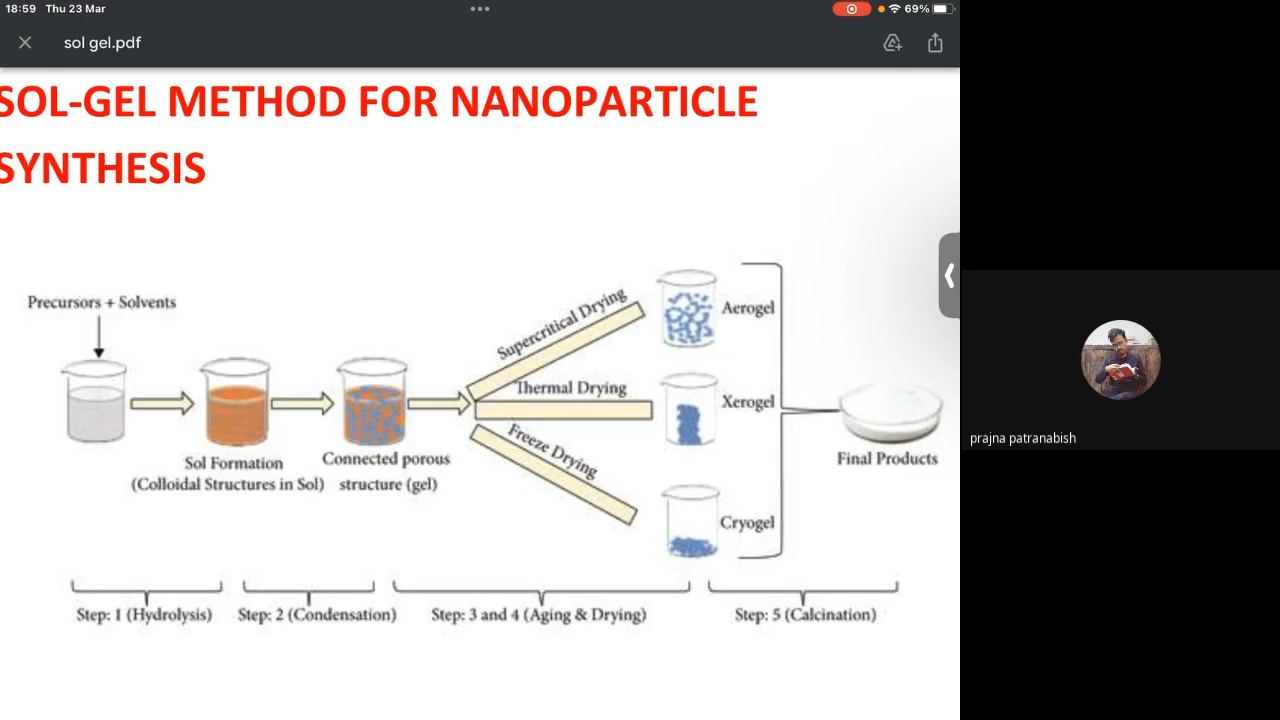 18:59 Thu 23 Mar
69%
sol gel.pdf
SOL-GEL METHOD FOR NANOPARTICLE
SYNTHESIS
Precursors + Solvents
Sol Formation
(Colloidal Structures in Sol)
Connected porous
structure (gel)
Supercritical Drying
Thermal Drying
Freeze Drying
Aerogel
Xerogel
Cryogel
Final Products
Step: 1 (Hydrolysis)
Step: 2 (Condensation)
Step: 3 and 4 (Aging & Drying)
Step: 5 (Calcination)
prajna patranabish